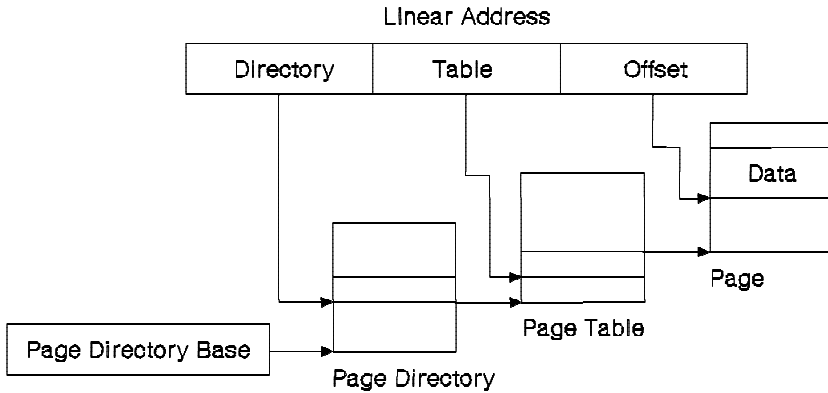 Linear Address
Directory Table Offset
Data
Page
Page Table
Page Directory Base
Page Directory